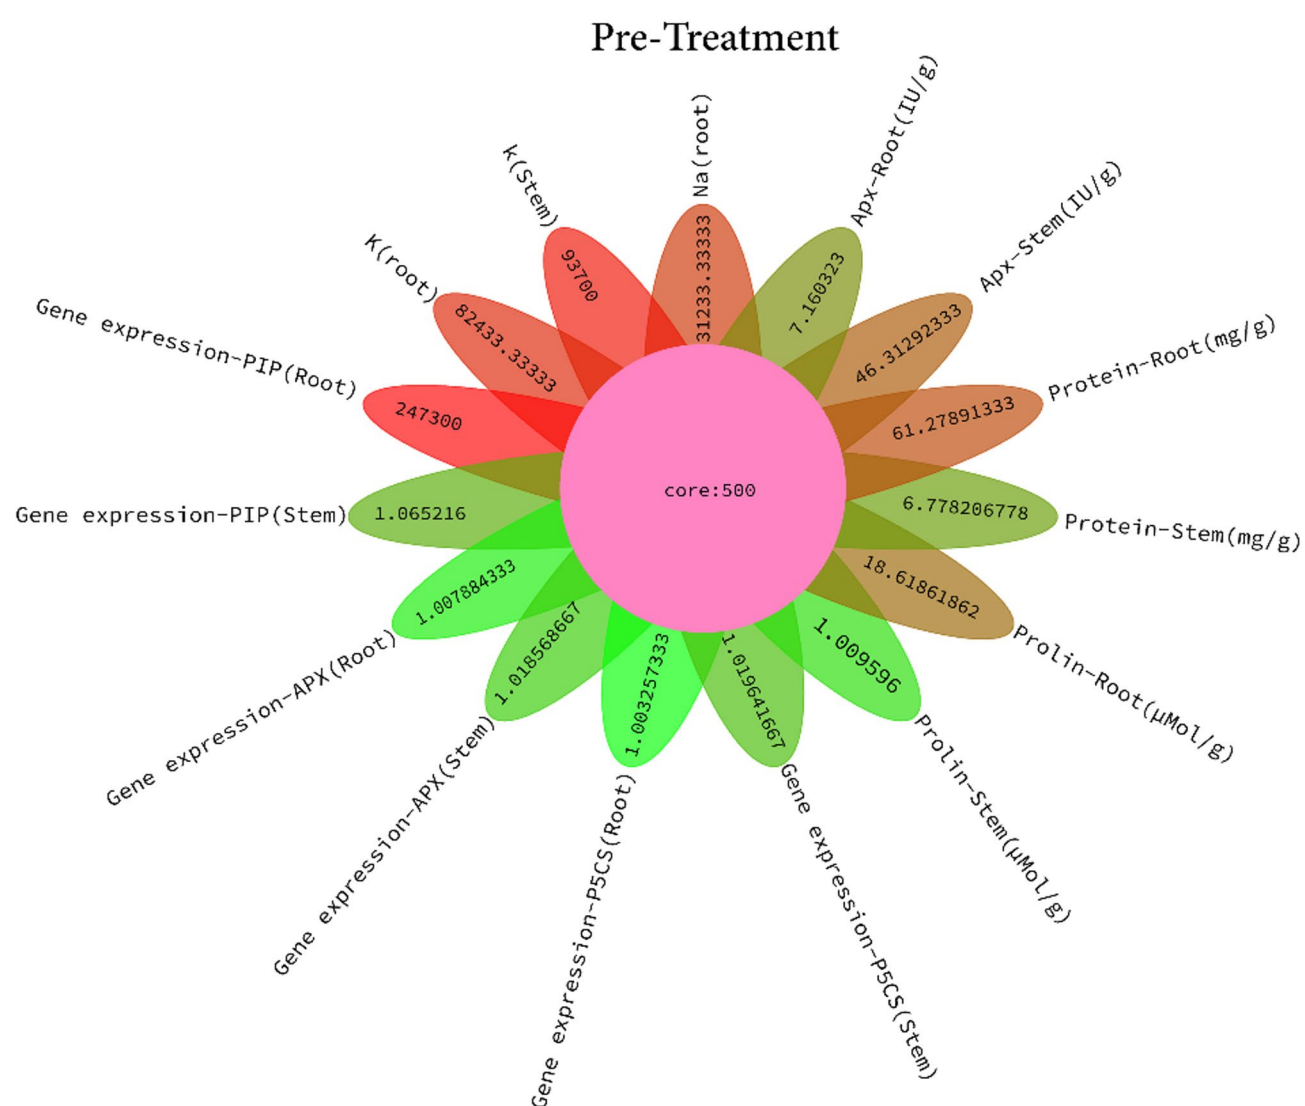 Pre-Treatment
Na(root)
31233.33333
Apx-Root(IU/g)
7.160323
Apx-Stem(IU/g)
46.31292333
Protein-Root(mg/g)
61.27891333
Protein-Stem(mg/g)
6.778206778
Prolin-Root(μMol/g)
18.61861862
Prolin-Stem(μMol/g)
1.009596
Gene expression-P5CS(Stem)
1.019641667
Gene expression-P5CS(Root)
1.003257333
Gene expression-APX(Stem)
1.018568667
Gene expression-APX(Root)
1.007884333
Gene expression-PIP(Stem)
1.065216
Gene expression-PIP(Root)
247300
K(root)
82433.33333
k(Stem)
93700
core:500